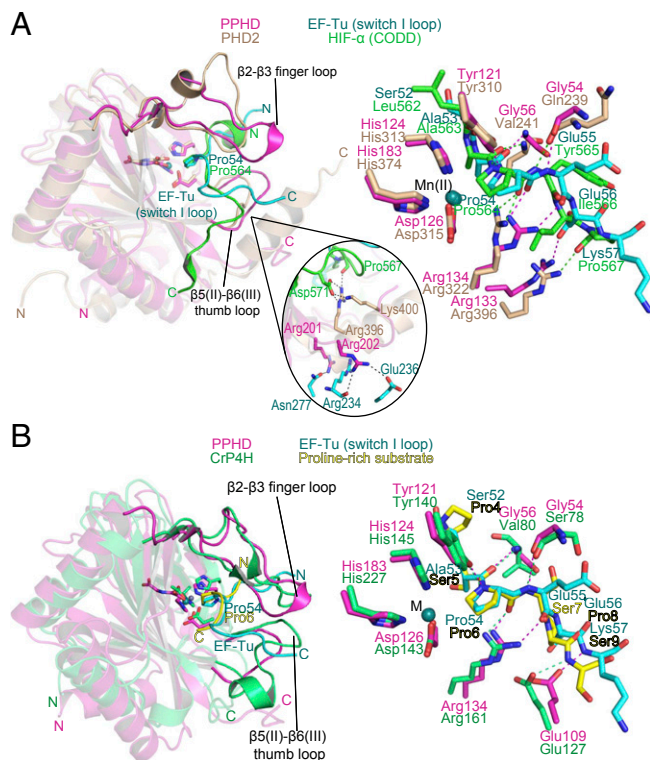 A
PPHD
PHD2
EF-Tu (switch I loop)
HIF-α (CODD)
β2-β3 finger loop
N
N
Pro54
Pro564
EF-Tu
(switch I loop)
C
C
C
C
N
N
β5(II)-β6(III)
thumb loop
Pro567
Asp571
Lys400
Arg396
Arg201
Arg202
Glu236
Asn277
Arg234
Tyr121
Tyr310
Gly54
Gln239
Ser52
Leu562
Gly56
Val241
Ala53
Ala563
His124
His313
Glu55
Tyr565
His183
His374
Mn(II)
Pro54
Pro564
Glu56
Ile566
Asp126
Asp315
Lys57
Pro567
Arg134
Arg322
Arg133
Arg396
B
PPHD
CrP4H
EF-Tu (switch I loop)
Proline-rich substrate
β2-β3 finger loop
N
N
Pro54
Pro6
C
EF-Tu
C
C
C
N
N
β5(II)-β6(III)
thumb loop
Tyr121
Tyr140
Ser52
Pro4
Gly56
Val80
Gly54
Ser78
His124
His145
His183
His227
Ala53
Ser5
Glu55
Ser7
M
Pro54
Pro6
Glu56
Pro8
Lys57
Ser9
Asp126
Asp143
Arg134
Arg161
Glu109
Glu127